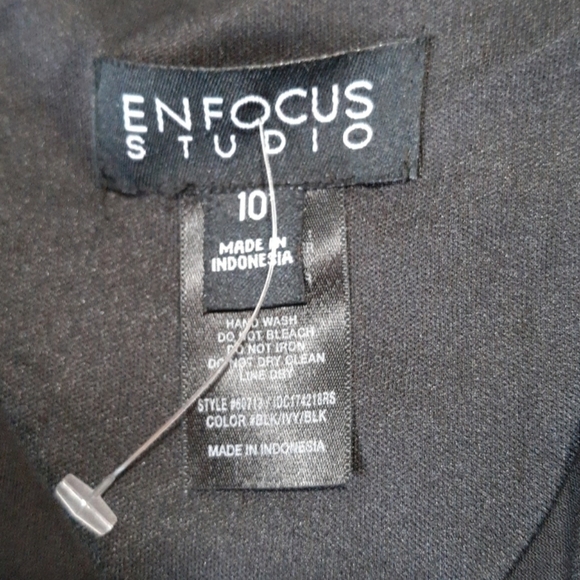 ENFOCUS
STUDIO
10
MADE IN
INDONESIA
HAND WASH
DO NOT BLEACH
DO NOT IRON
DO NOT DRY CLEAN
LINE DRY
COLOR #BLK/IVY/BLK
MADE IN INDONESIA